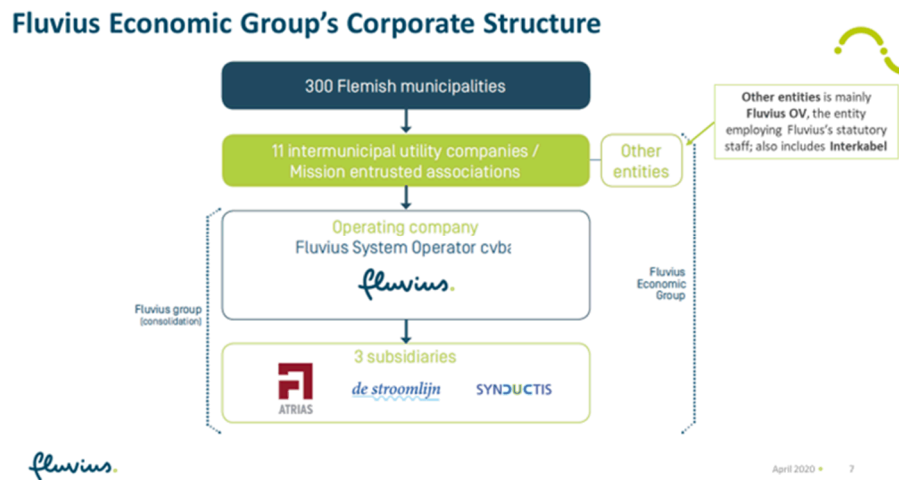 Fluvius Economic Group's Corporate Structure
300 Flemish municipalities
11 intermunicipal utility companies /
Mission entrusted associations
Other
entities
Other entities is mainly
Fluvius OV, the entity
employing Fluvius's statutory
staff; also includes Interkabel
Operating company
Fluvius System Operator cvba
fluvius.
Fluvius
Economic
Group
Fluvius group
(consolidation)
3 subsidiaries
ATRIAS
de stroomlijn
SYNDUCTIS
fluvius.
April 2020
7